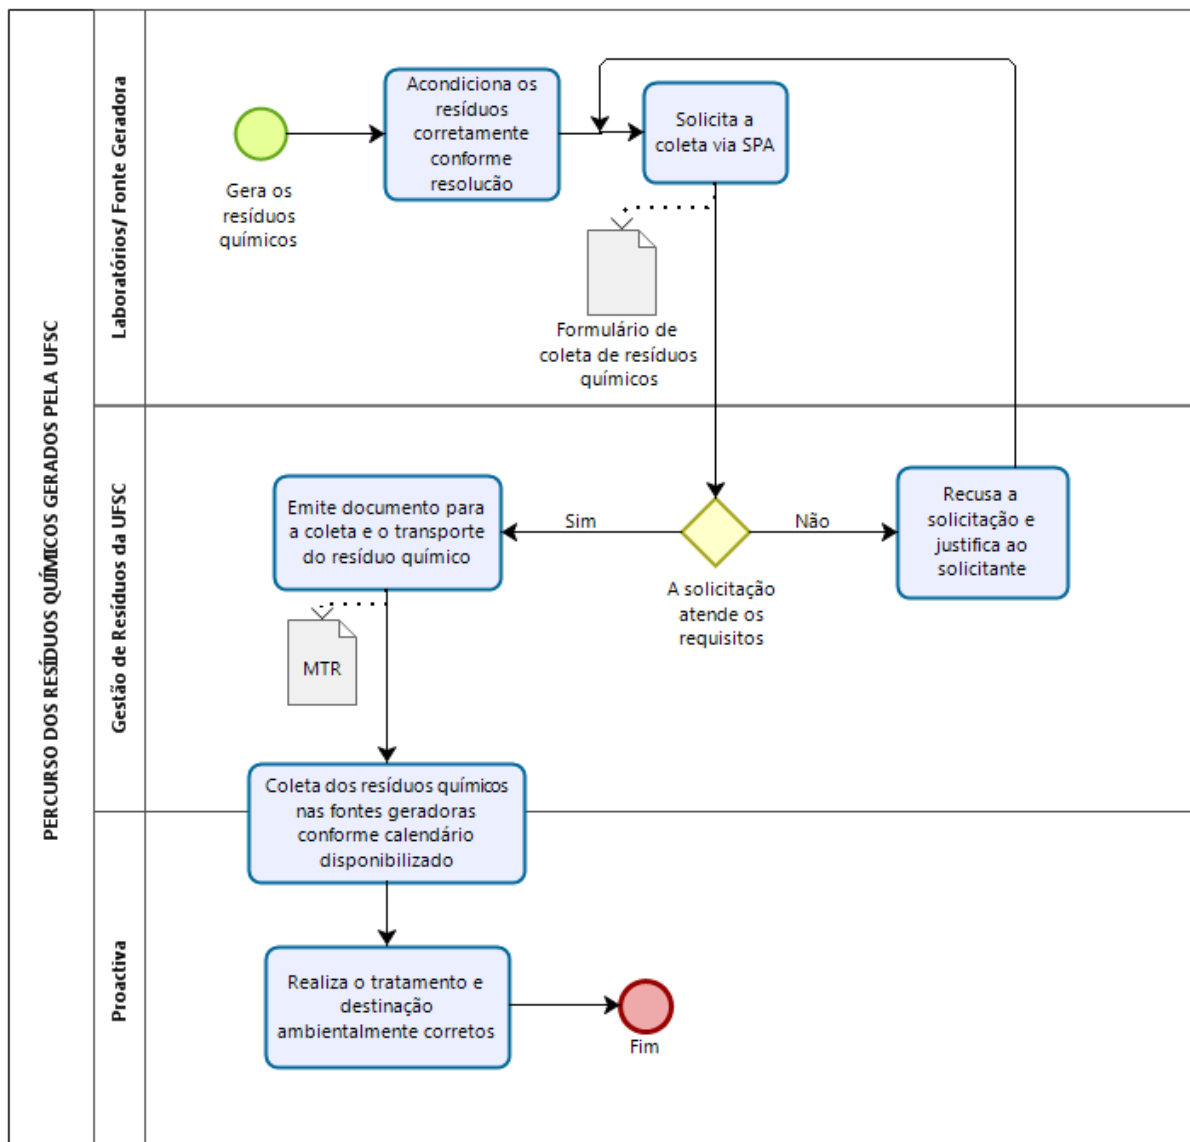 PERCURSO DOS RESÍDUOS QUÍMICOS GERADOS PELA UFSC
Laboratórios/ Fonte Geradora
Gera os
resíduos
químicos
Acondiciona os
resíduos
corretamente
conforme
resolucão
Solicita a
coleta via SPA
Formulário de
coleta de resíduos
químicos
Gestão de Resíduos da UFSC
Emite documento para
a coleta e o transporte
do resíduo químico
Sim
Não
A solicitação
atende os
requisitos
Recusa a
solicitação e
justifica ao
solicitante
MTR
Coleta dos resíduos químicos
nas fontes geradoras
conforme calendário
disponibilizado
Proactiva
Realiza o tratamento e
destinação
ambientalmente corretos
Fim